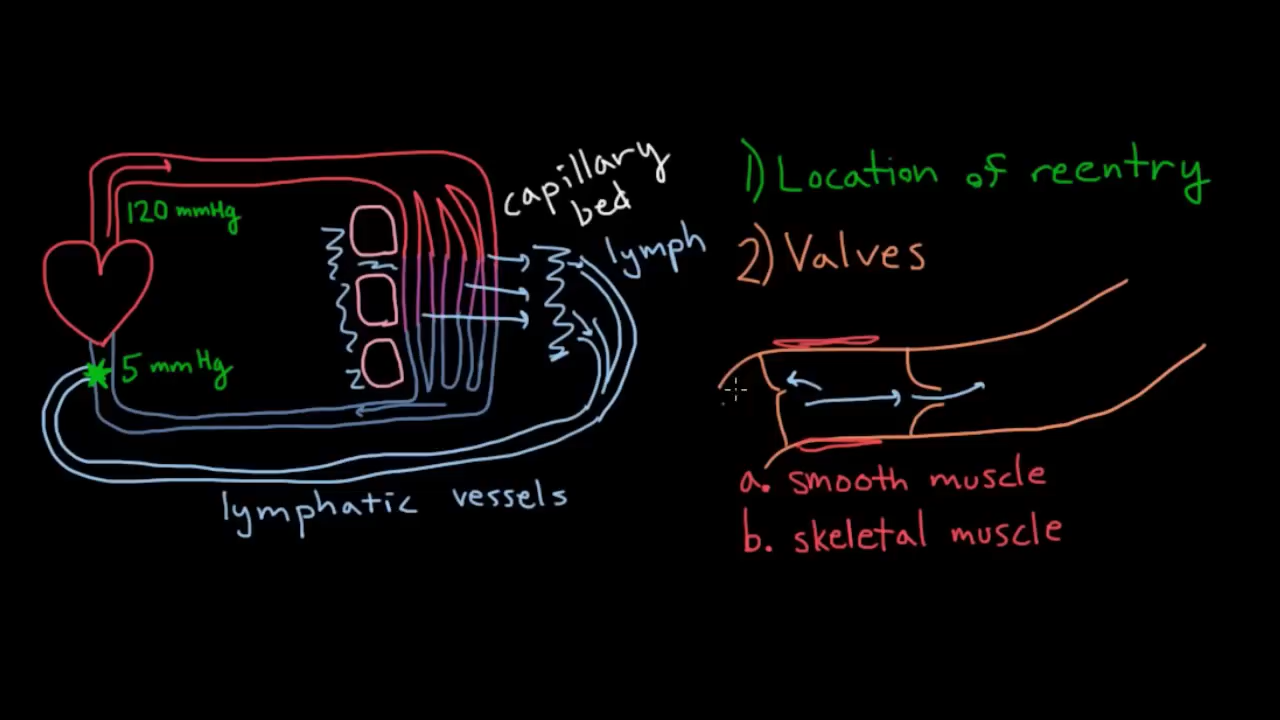 120 mmHg
5 mmHg
capillary
bed
lymph
lymphatic vessels
1) Location of reentry
2) Valves
a. smooth muscle
b. skeletal muscle